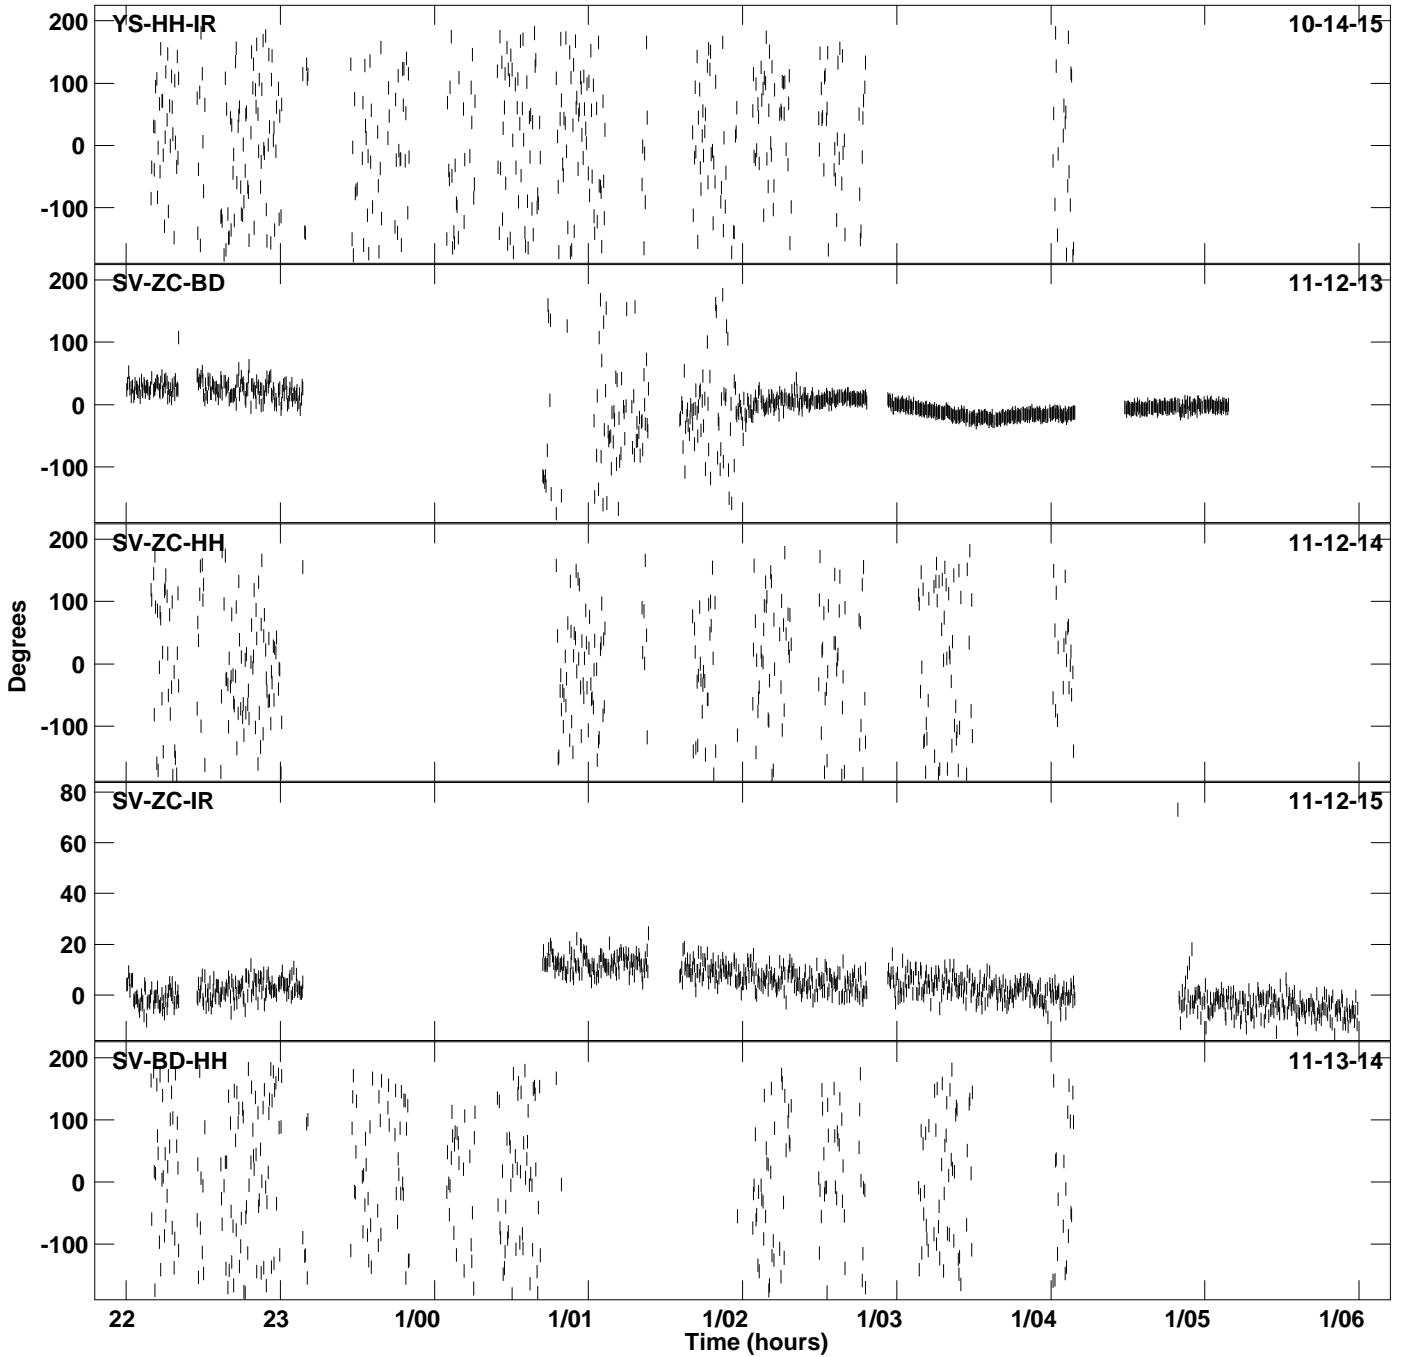 YS-HH-IR 10-14-15
200
100
0
-100
SV-ZC-BD 11-12-13
200
100
0
-100
SV-ZC-HH 11-12-14
200
100
0
-100
Degrees
SV-ZC-IR 11-12-15
80
60
40
20
0
SV-BD-HH 11-13-14
200
100
0
-100
22 23 1/00 1/01 1/02 1/03 1/04 1/05 1/06
Time (hours)